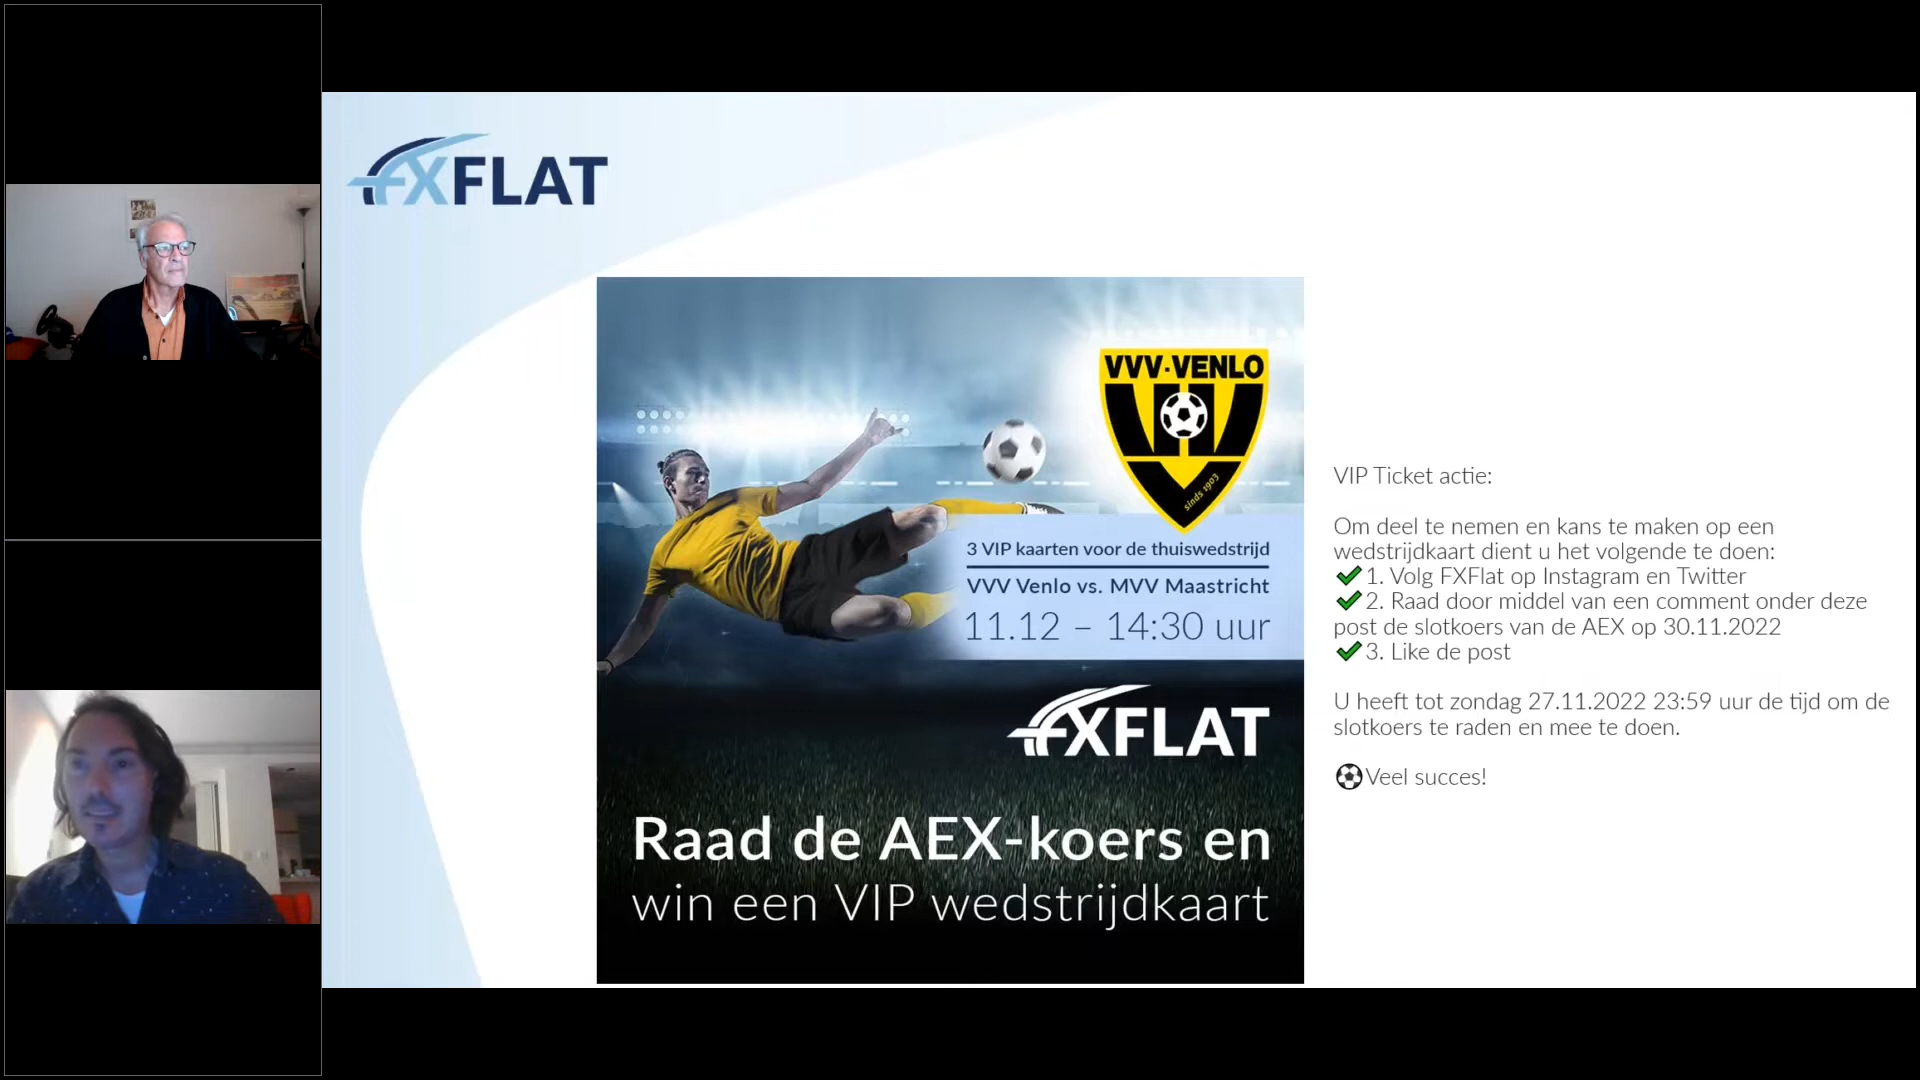 FXFLAT
VVV-VENLO
sinds 1903
3 VIP kaarten voor de thuiswedstrijd
VVV Venlo vs. MVV Maastricht
11.12 – 14:30 uur
FXFLAT
Raad de AEX-koers en
win een VIP wedstrijdkaart
VIP Ticket actie:
Om deel te nemen en kans te maken op een
wedstrijdkaart dient u het volgende te doen:
✔1. Volg FXFlat op Instagram en Twitter
✔2. Raad door middel van een comment onder deze
post de slotkoers van de AEX op 30.11.2022
✔3. Like de post
U heeft tot zondag 27.11.2022 23:59 uur de tijd om de
slotkoers te raden en mee te doen.
⚽Veel succes!